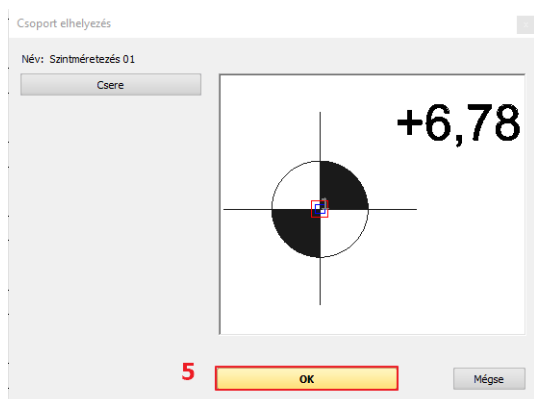 Csoport elhelyezés
Név: Szintméretezés 01
Csere
+6,78
5
OK
Mégse